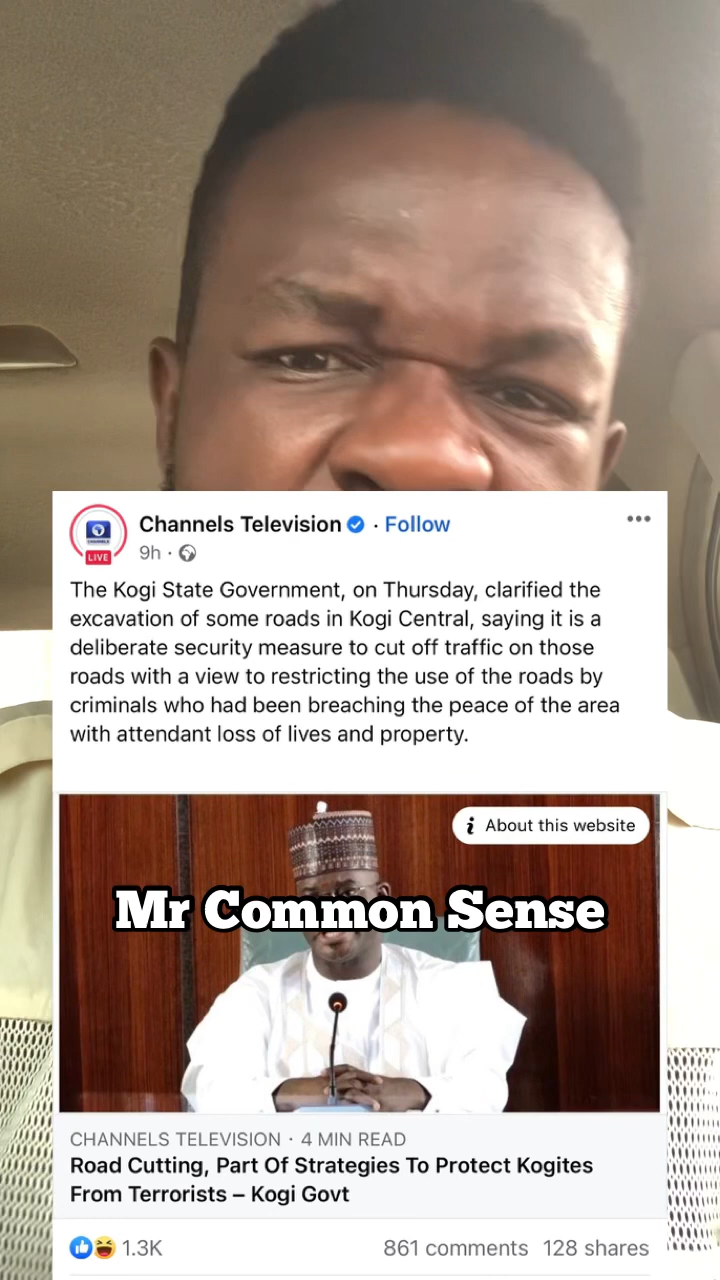 Channels Television · Follow
CHANNELS
LIVE
9h ·
The Kogi State Government, on Thursday, clarified the
excavation of some roads in Kogi Central, saying it is a
deliberate security measure to cut off traffic on those
roads with a view to restricting the use of the roads by
criminals who had been breaching the peace of the area
with attendant loss of lives and property.
i About this website
Mr Common Sense
CHANNELS TELEVISION · 4 MIN READ
Road Cutting, Part Of Strategies To Protect Kogites
From Terrorists – Kogi Govt
1.3K 861 comments 128 shares